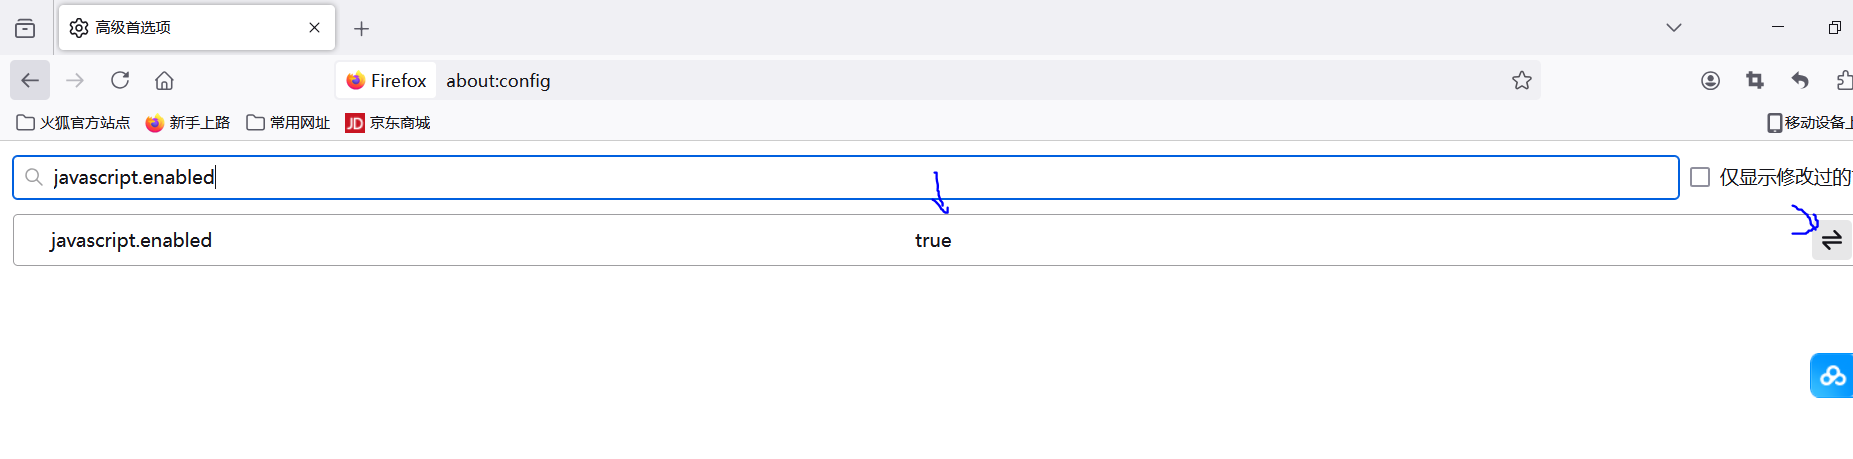 高级首选项
Firefox about:config
火狐官方站点 新手上路 常用网址 JD 京东商城 移动设备上
javascript.enabled 仅显示修改过的
javascript.enabled true